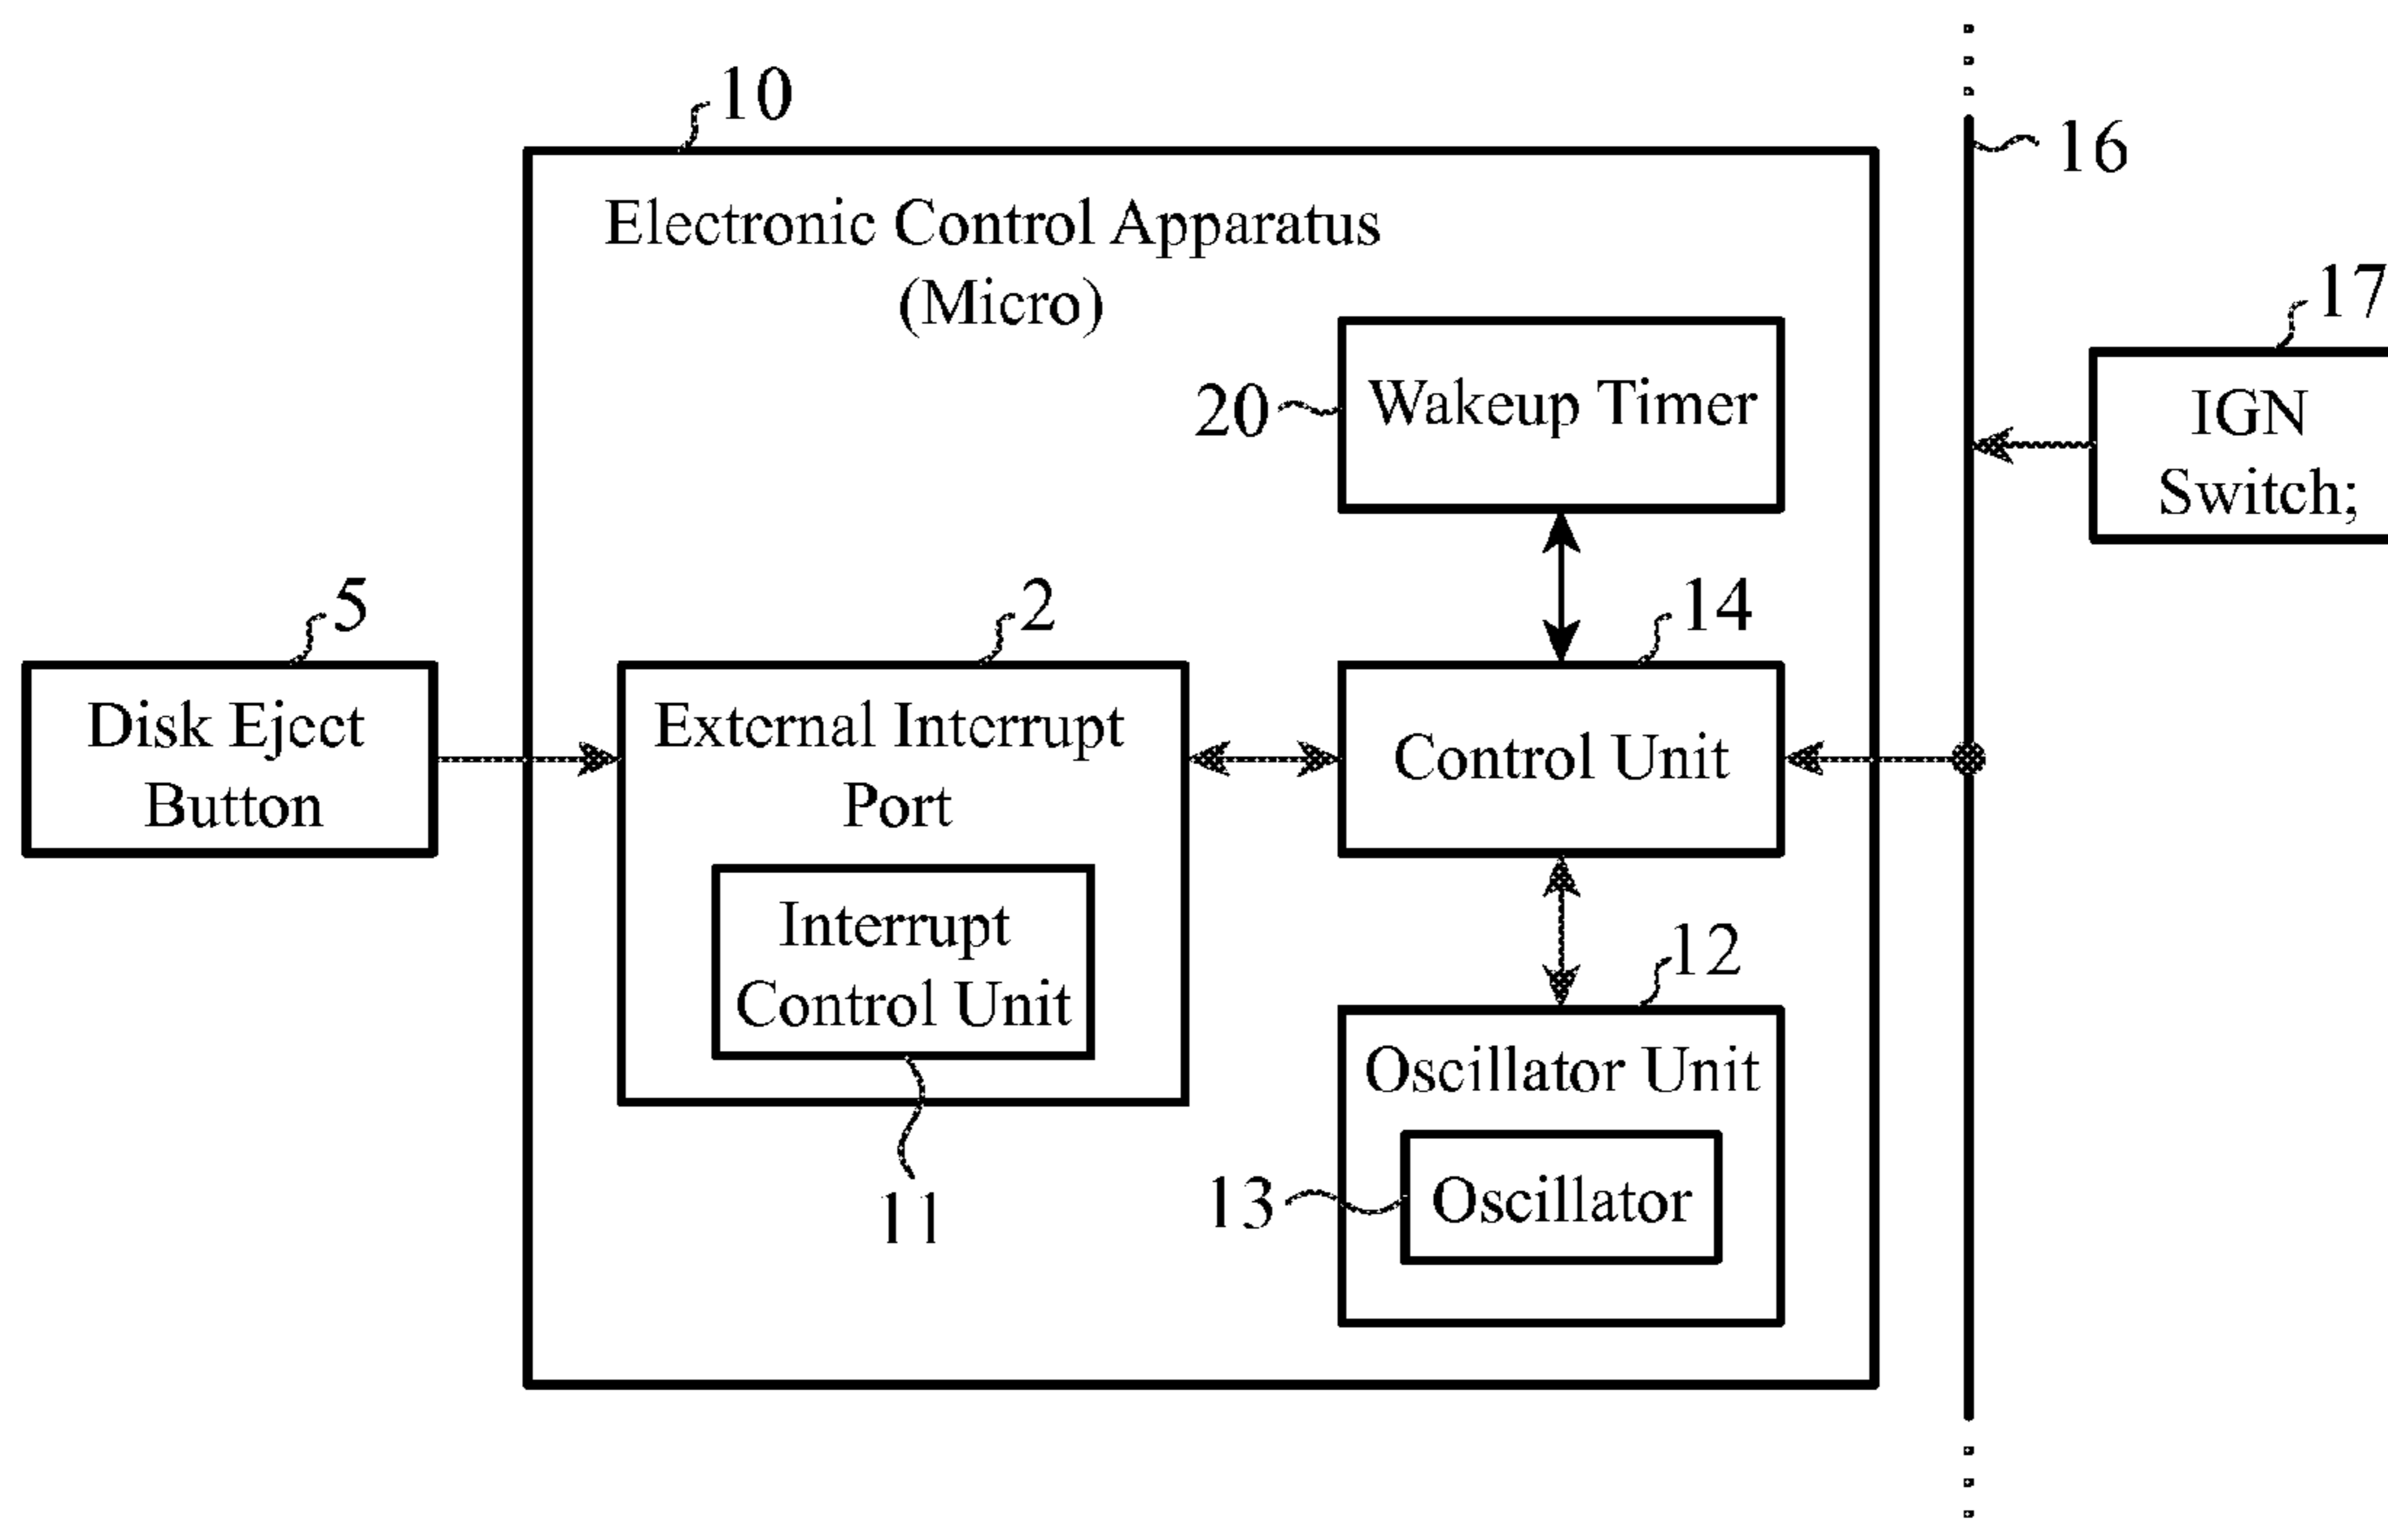 10
16
Electronic Control Apparatus
(Micro)
17
20
Wakeup Timer
IGN
Switch;
5
2
14
Disk Eject
Button
External Interrupt
Port
Control Unit
Interrupt
Control Unit
12
Oscillator Unit
11
13
Oscillator